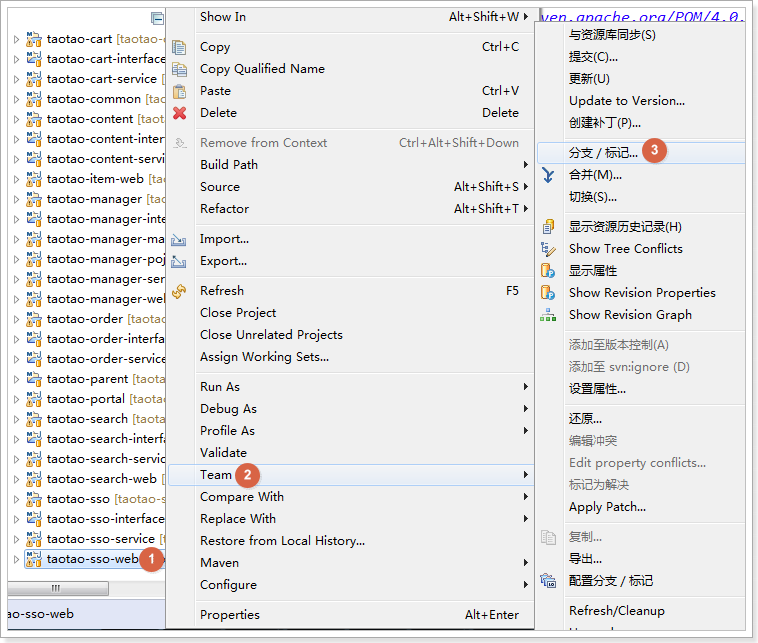 taotao-cart [taotao-c
taotao-cart-interface
taotao-cart-service [
taotao-common [tao
taotao-content [taot
taotao-content-inter
taotao-content-servi
taotao-item-web [ta
taotao-manager [tao
taotao-manager-inte
taotao-manager-ma
taotao-manager-poj
taotao-manager-ser
taotao-manager-wel
taotao-order [taotao
taotao-order-interfa
taotao-order-service
taotao-parent [taota
taotao-portal [taota
taotao-search [taota
taotao-search-interfa
taotao-search-servic
taotao-search-web [
taotao-sso [taotao-s
taotao-sso-interface
taotao-sso-service [t
taotao-sso-web
1
ao-sso-web
Show In Alt+Shift+W
Copy Ctrl+C
Copy Qualified Name
Paste Ctrl+V
Delete Delete
Remove from Context Ctrl+Alt+Shift+Down
Build Path
Source Alt+Shift+S
Refactor Alt+Shift+T
Import...
Export...
Refresh F5
Close Project
Close Unrelated Projects
Assign Working Sets...
Run As
Debug As
Profile As
Validate
Team 2
Compare With
Replace With
Restore from Local History...
Maven
Configure
Properties Alt+Enter
ven.apache.org/POM/4.0.
与资源库同步(S)
提交(C)...
更新(U)
Update to Version...
创建补丁(P)...
分支 / 标记... 3
合并(M)...
切换(S)...
显示资源历史记录(H)
Show Tree Conflicts
显示属性
Show Revision Properties
Show Revision Graph
添加至版本控制(A)
添加至 svn:ignore (D)
设置属性...
还原...
编辑冲突
Edit property conflicts...
标记为解决
Apply Patch...
复制...
导出...
配置分支 / 标记
Refresh/Cleanup